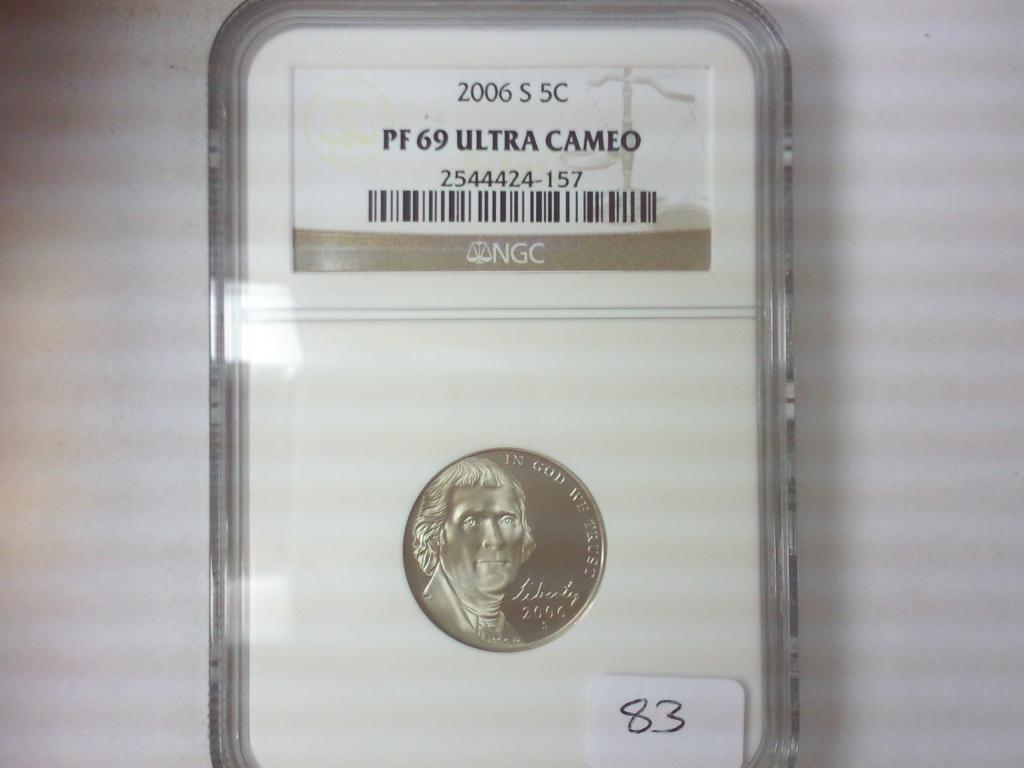 2006 S 5C
PF 69 ULTRA CAMEO
2544424-157
NGC
IN GOD WE TRUST
Liberty
2006
S
83